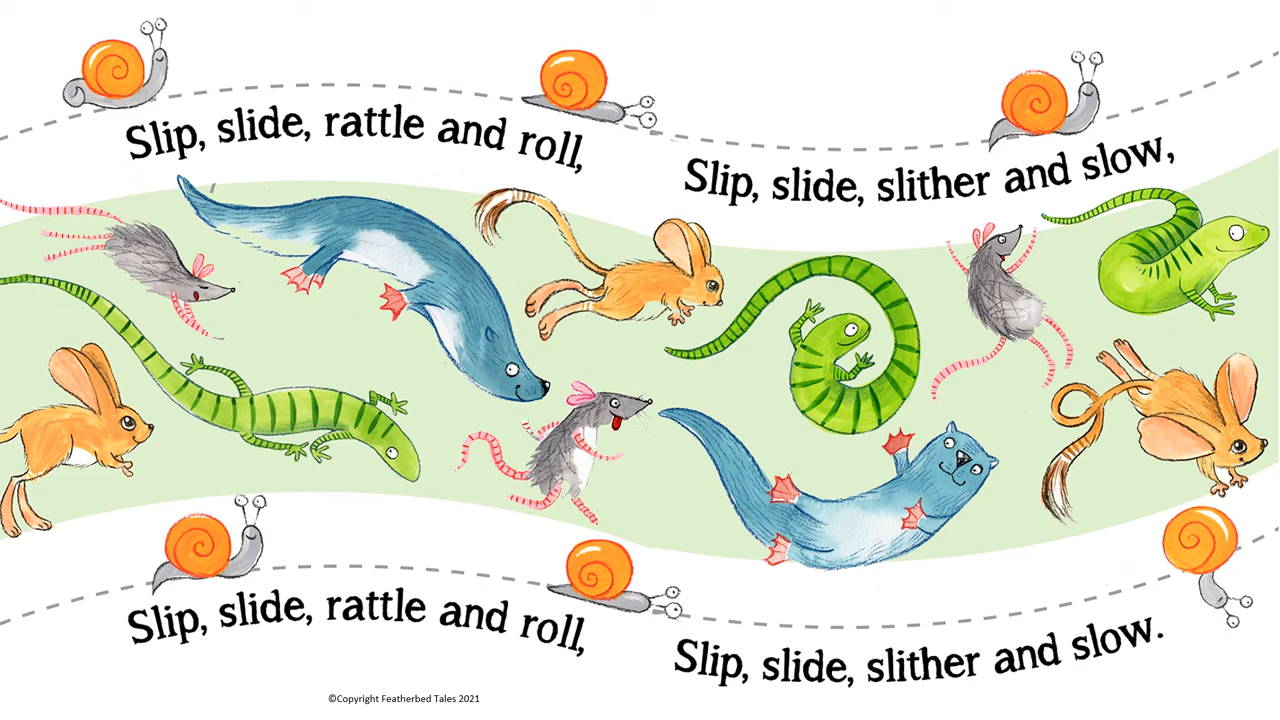 Slip, slide, rattle and roll,
Slip, slide, slither and slow,
Slip, slide, rattle and roll,
Slip, slide, slither and slow.
©Copyright Featherbed Tales 2021